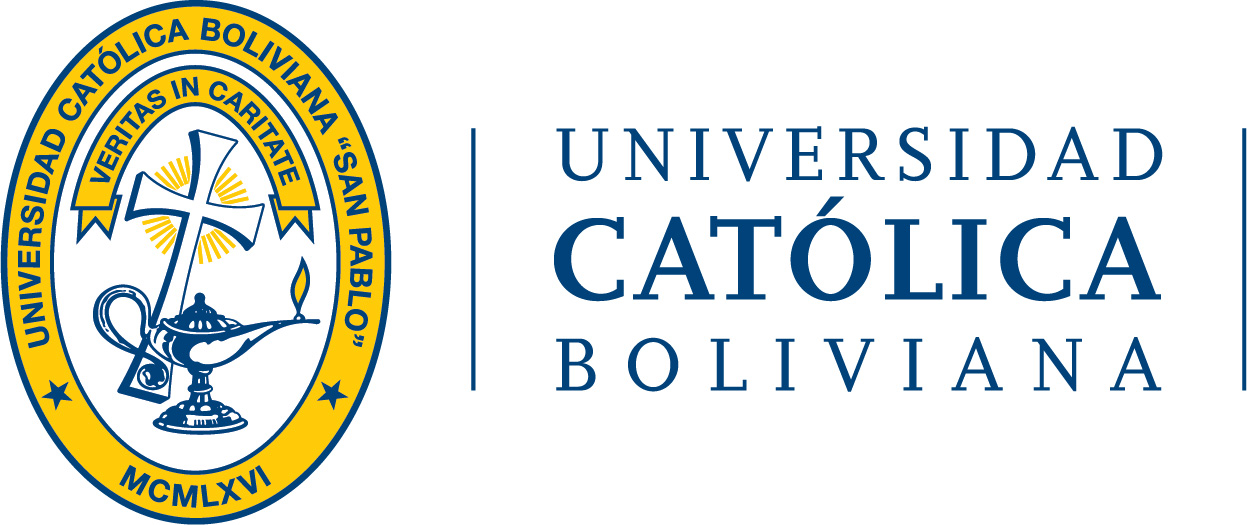 UNIVERSIDAD CATÓLICA BOLIVIANA “SAN PABLO”
VERITAS IN CARITATE
MCMLXVI
UNIVERSIDAD
CATÓLICA
BOLIVIANA